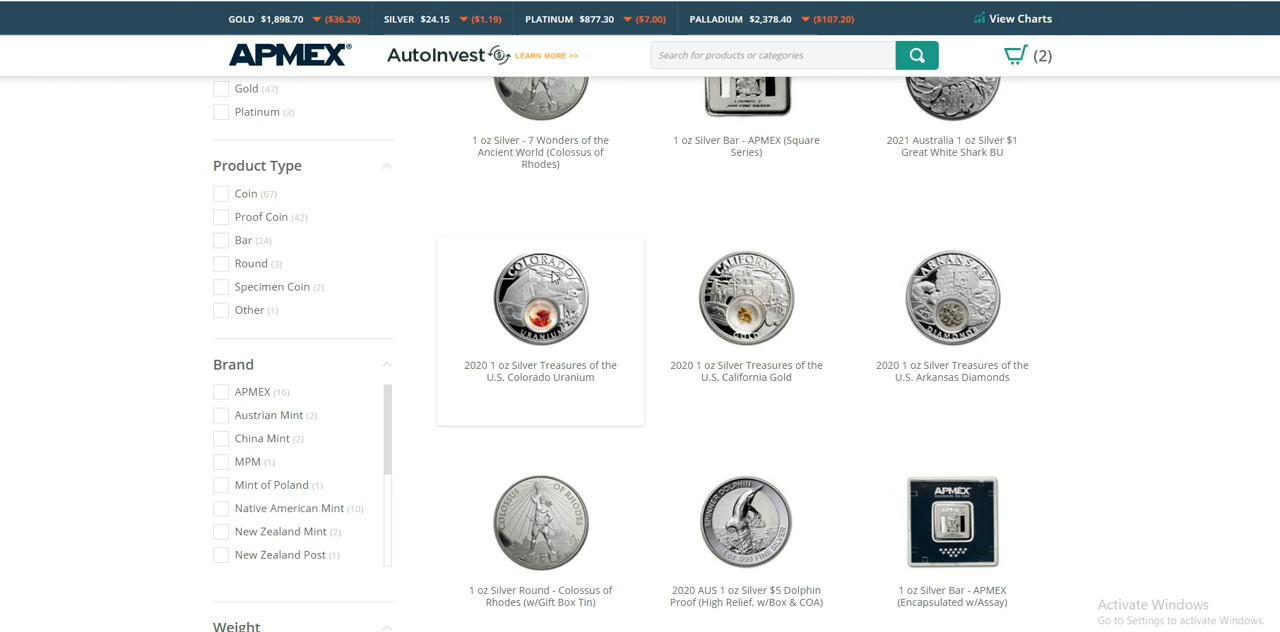 GOLD $1,898.70 ▼ ($36.20) SILVER $24.15 ▼ ($1.19) PLATINUM $877.30 ▼ ($7.00) PALLADIUM $2,378.40 ▼ ($107.20) View Charts
APMEX® AutoInvest LEARN MORE >> Search for products or categories (2)
Gold (47)
Platinum (3)
Product Type
Coin (67)
Proof Coin (42)
Bar (24)
Round (3)
Specimen Coin (2)
Other (1)
Brand
APMEX (16)
Austrian Mint (2)
China Mint (2)
MPM (1)
Mint of Poland (1)
Native American Mint (10)
New Zealand Mint (2)
New Zealand Post (1)
Weight
1 oz Silver - 7 Wonders of the
Ancient World (Colossus of
Rhodes)
1 oz Silver Bar - APMEX (Square
Series)
2021 Australia 1 oz Silver $1
Great White Shark BU
COLORADO
URANIUM
2020 1 oz Silver Treasures of the
U.S. Colorado Uranium
CALIFORNIA
GOLD
2020 1 oz Silver Treasures of the
U.S. California Gold
ARKANSAS
DIAMONDS
2020 1 oz Silver Treasures of the
U.S. Arkansas Diamonds
COLOSSUS OF RHODES
1 oz Silver Round - Colossus of
Rhodes (w/Gift Box Tin)
SPINNER DOLPHIN
1oz .999 FINE SILVER
2020 AUS 1 oz Silver $5 Dolphin
Proof (High Relief, w/Box & COA)
APMEX
1 oz Silver Bar - APMEX
(Encapsulated w/Assay)
Activate Windows
Go to Settings to activate Windows.